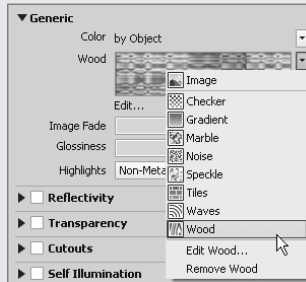 Generic
Color by Object
Wood
Image
Checker
Edit...
Gradient
Image Fade
Marble
Glossiness
Noise
Highlights Non-Meta
Speckle
Tiles
Reflectivity
Waves
Transparency
Wood
Cutouts
Edit Wood...
Self Illumination
Remove Wood